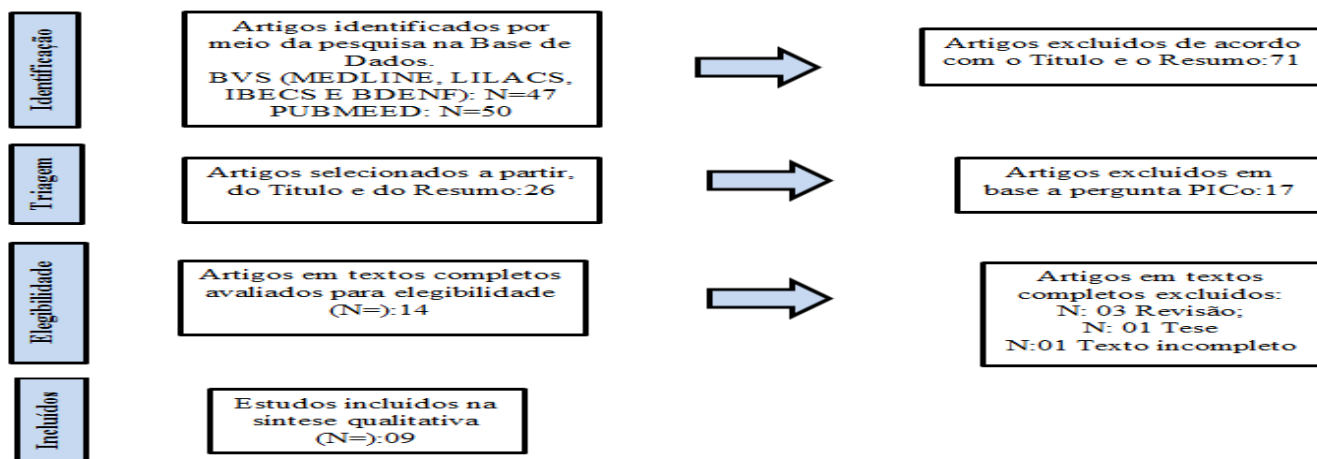 Identificação
Artigos identificados por
meio da pesquisa na Base de
Dados.
BVS (MEDLINE, LILACS,
IBECS E BDENF): N=47
PUBMEED: N=50
Artigos excluídos de acordo
com o Título e o Resumo:71
Triagem
Artigos selecionados a partir,
do Título e do Resumo:26
Artigos excluídos em
base a pergunta PICo:17
Elegibilidade
Artigos em textos completos
avaliados para elegibilidade
(N=):14
Artigos em textos
completos excluídos:
N: 03 Revisão;
N: 01 Tese
N:01 Texto incompleto
Incluídos
Estudos incluídos na
síntese qualitativa
(N=):09